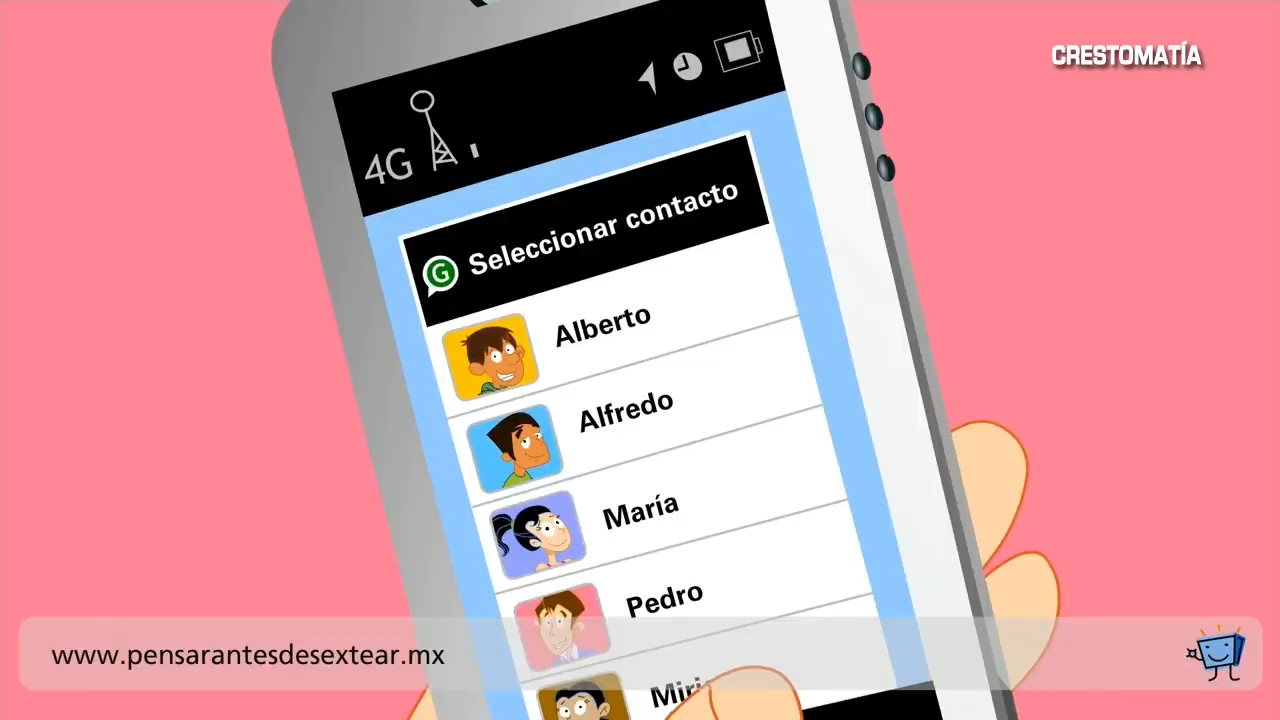 CRESTOMATÍA
4G
G Seleccionar contacto
Alberto
Alfredo
María
Pedro
www.pensarantesdesextear.mx